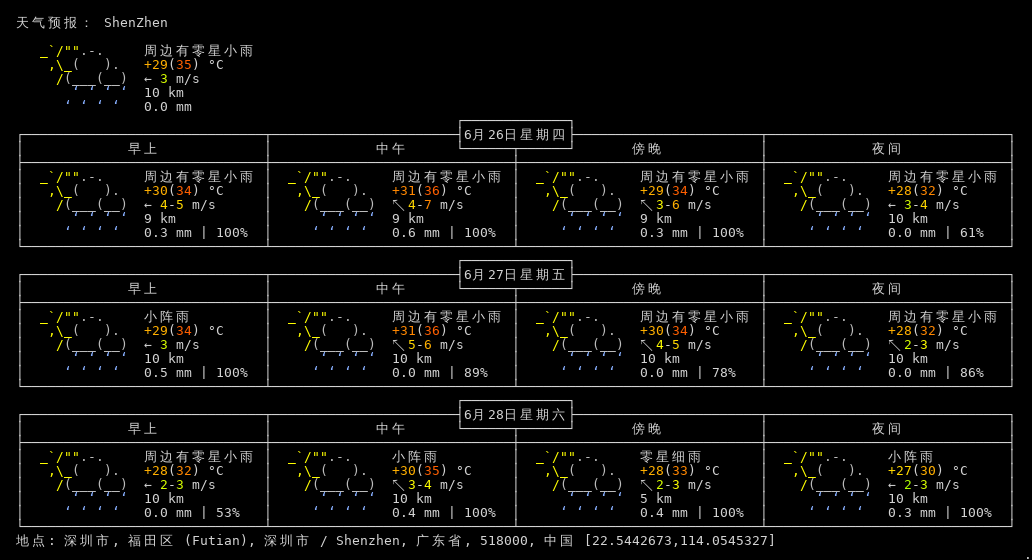 天气预报： ShenZhen
周边有零星小雨
+29(35) °C
← 3 m/s
10 km
0.0 mm
6月26日星期四
早上 中午 傍晚 夜间
周边有零星小雨 周边有零星小雨 周边有零星小雨 周边有零星小雨
+30(34) °C +31(36) °C +29(34) °C +28(32) °C
← 4-5 m/s ↖ 4-7 m/s ↖ 3-6 m/s ← 3-4 m/s
9 km 9 km 9 km 10 km
0.3 mm | 100% 0.6 mm | 100% 0.3 mm | 100% 0.0 mm | 61%
6月27日星期五
早上 中午 傍晚 夜间
小阵雨 周边有零星小雨 周边有零星小雨 周边有零星小雨
+29(34) °C +31(36) °C +30(34) °C +28(32) °C
← 3 m/s ↖ 5-6 m/s ↖ 4-5 m/s ↖ 2-3 m/s
10 km 10 km 10 km 10 km
0.5 mm | 100% 0.0 mm | 89% 0.0 mm | 78% 0.0 mm | 86%
6月28日星期六
早上 中午 傍晚 夜间
周边有零星小雨 小阵雨 零星细雨 小阵雨
+28(32) °C +30(35) °C +28(33) °C +27(30) °C
← 2-3 m/s ↖ 3-4 m/s ↖ 2-3 m/s ← 2-3 m/s
10 km 10 km 5 km 10 km
0.0 mm | 53% 0.4 mm | 100% 0.4 mm | 100% 0.3 mm | 100%
地点: 深圳市, 福田区 (Futian), 深圳市 / Shenzhen, 广东省, 518000, 中国 [22.5442673,114.0545327]